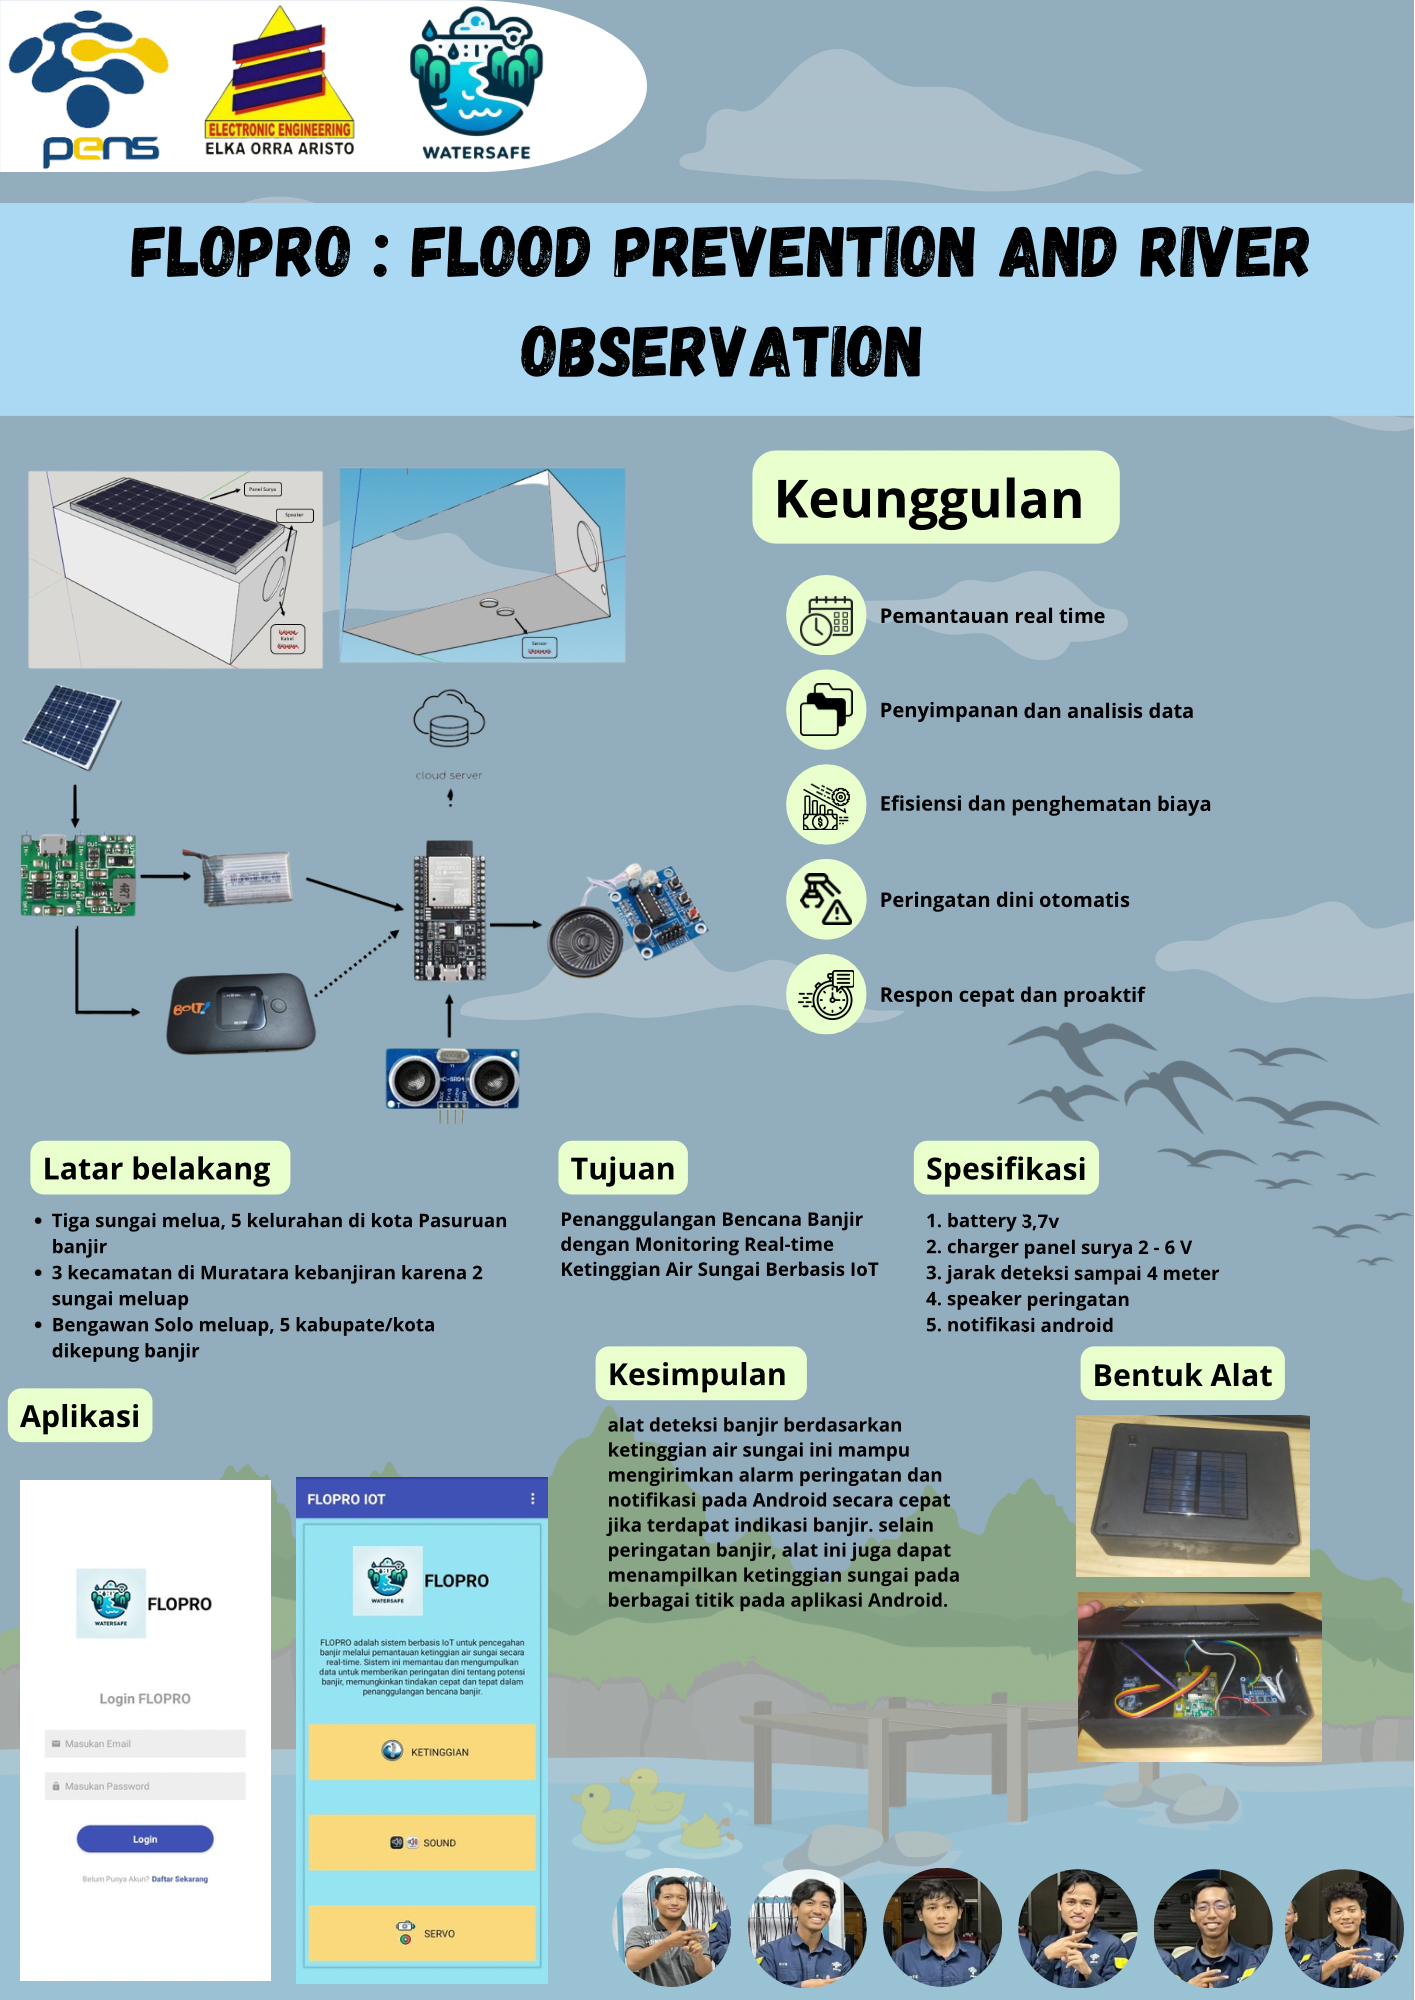 pens
ELECTRONIC ENGINEERING
ELKA ORRA ARISTO
WATERSAFE
FLOPRO : FLOOD PREVENTION AND RIVER
OBSERVATION
Panel Surya
Speaker
Kabel
Sensor
Keunggulan
Pemantauan real time
Penyimpanan dan analisis data
Efisiensi dan penghematan biaya
Peringatan dini otomatis
Respon cepat dan proaktif
cloud server
BOLT!
HC-SR04
Latar belakang
• Tiga sungai melua, 5 kelurahan di kota Pasuruan
banjir
• 3 kecamatan di Muratara kebanjiran karena 2
sungai meluap
• Bengawan Solo meluap, 5 kabupate/kota
dikepung banjir
Tujuan
Penanggulangan Bencana Banjir
dengan Monitoring Real-time
Ketinggian Air Sungai Berbasis IoT
Spesifikasi
1. battery 3,7v
2. charger panel surya 2 - 6 V
3. jarak deteksi sampai 4 meter
4. speaker peringatan
5. notifikasi android
Kesimpulan
alat deteksi banjir berdasarkan
ketinggian air sungai ini mampu
mengirimkan alarm peringatan dan
notifikasi pada Android secara cepat
jika terdapat indikasi banjir. selain
peringatan banjir, alat ini juga dapat
menampilkan ketinggian sungai pada
berbagai titik pada aplikasi Android.
Bentuk Alat
Aplikasi
WATERSAFE
FLOPRO
Login FLOPRO
Masukan Email
Masukan Password
Login
Belum Punya Akun? Daftar Sekarang
FLOPRO IOT
WATERSAFE
FLOPRO
FLOPRO adalah sistem berbasis IoT untuk pencegahan
banjir melalui pemantauan ketinggian air sungai secara
real-time. Sistem ini memantau dan mengumpulkan
data untuk memberikan peringatan dini tentang potensi
banjir, memungkinkan tindakan cepat dan tepat dalam
penanggulangan bencana banjir.
KETINGGIAN
SOUND
SERVO